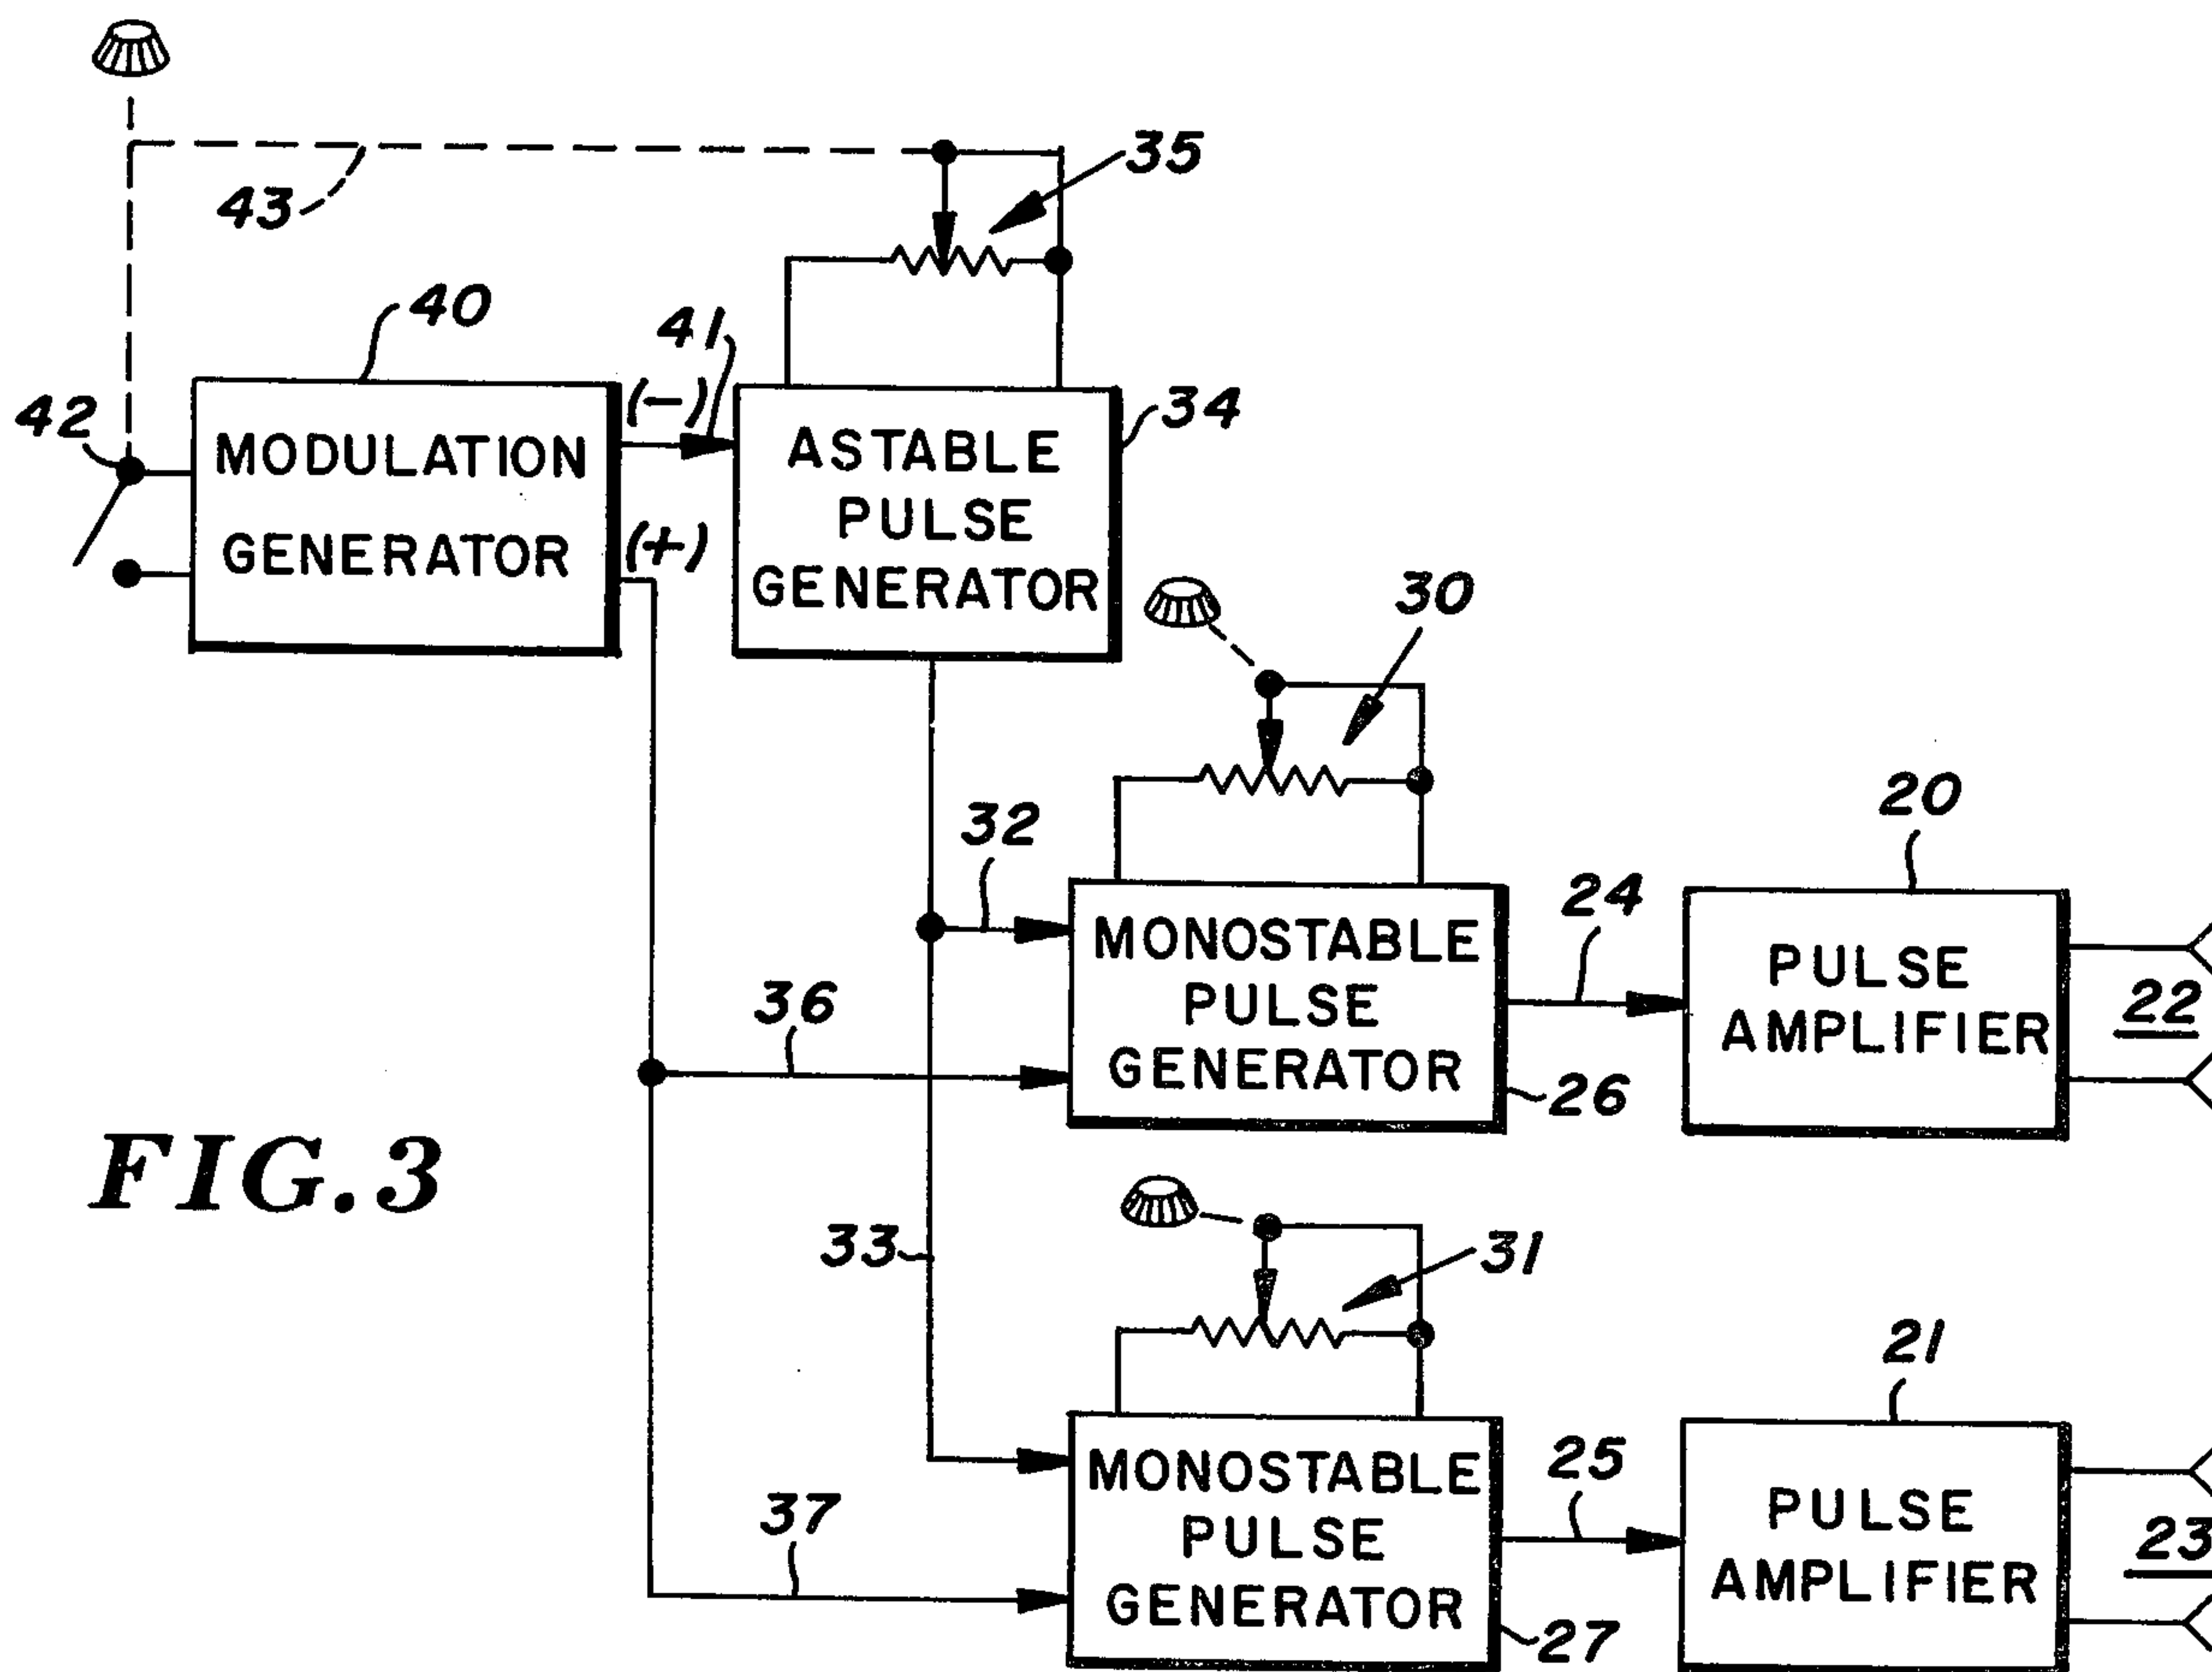 43
35
40
41
(-)
42
34
MODULATION
GENERATOR
(+)
ASTABLE
PULSE
GENERATOR
30
20
32
24
MONOSTABLE
PULSE
GENERATOR
PULSE
AMPLIFIER
22
36
26
FIG. 3
33
31
21
25
MONOSTABLE
PULSE
GENERATOR
PULSE
AMPLIFIER
23
37
27